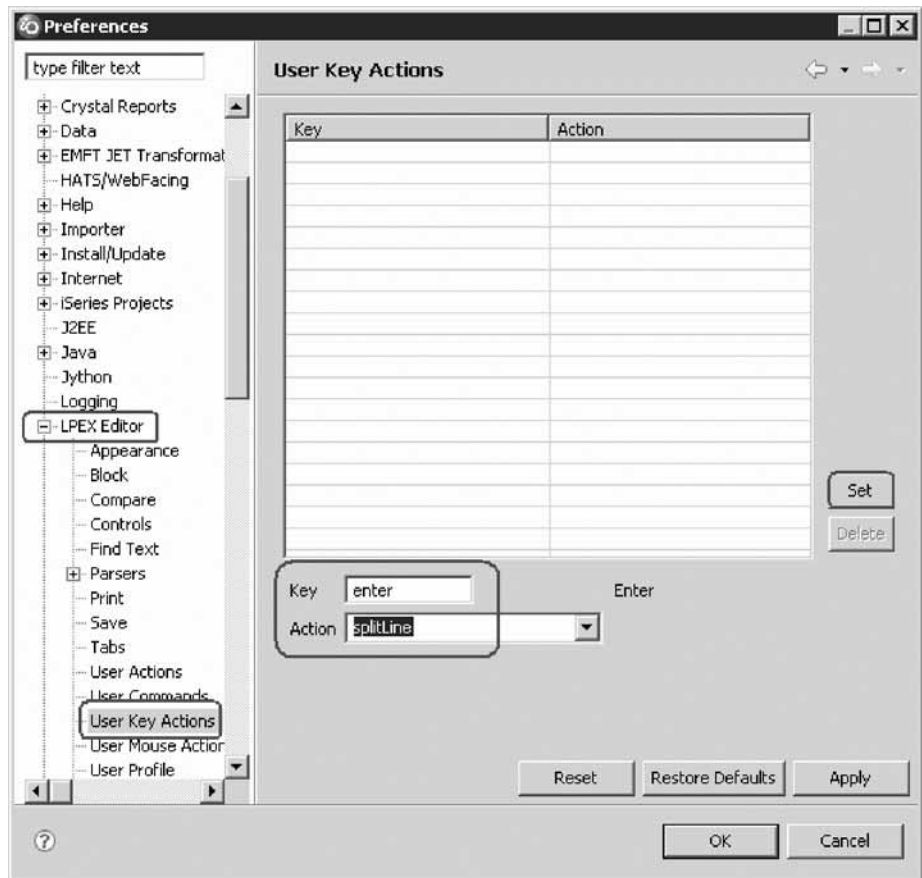 Preferences
type filter text
Crystal Reports
Data
EMFT JET Transformat
HATS/WebFacing
Help
Importer
Install/Update
Internet
iSeries Projects
J2EE
Java
Jython
Logging
LPEX Editor
Appearance
Block
Compare
Controls
Find Text
Parsers
Print
Save
Tabs
User Actions
User Commands
User Key Actions
User Mouse Action
User Profile
User Key Actions
Key Action
Set
Delete
Key enter Enter
Action splitLine
Reset Restore Defaults Apply
? OK Cancel